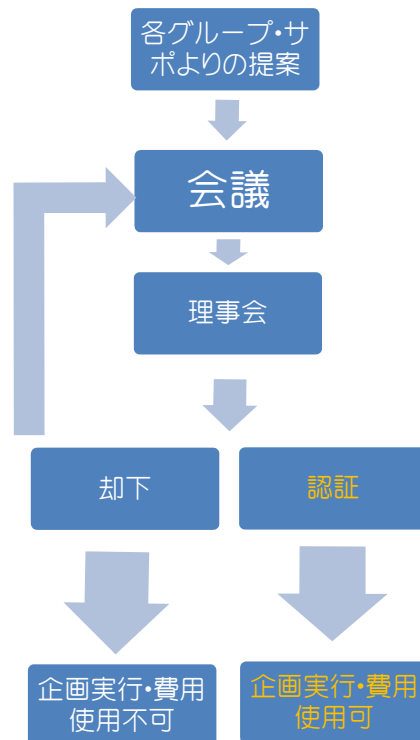 各グループ・サ
ポよりの提案
会議
理事会
却下
認証
企画実行・費用
使用不可
企画実行・費用
使用可